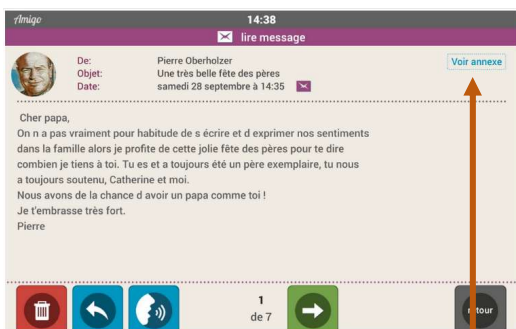 Amigo
14:38
lire message
De: Pierre Oberholzer
Voir annexe
Objet: Une très belle fête des pères
Date: samedi 28 septembre à 14:35
Cher papa,
On n a pas vraiment pour habitude de s écrire et d exprimer nos sentiments
dans la famille alors je profite de cette jolie fête des pères pour te dire
combien je tiens à toi. Tu es et a toujours été un père exemplaire, tu nous
a toujours soutenu, Catherine et moi.
Nous avons de la chance d avoir un papa comme toi !
Je t'embrasse très fort.
Pierre
1
de 7
retour